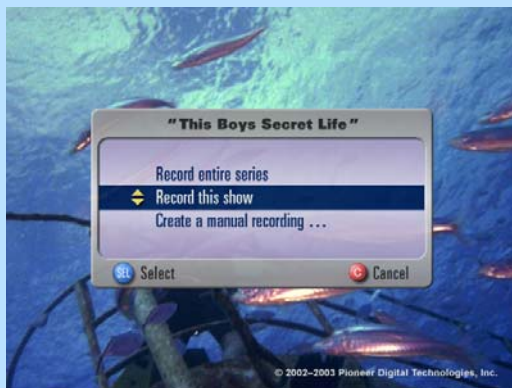 "This Boys Secret Life"
Record entire series
Record this show
Create a manual recording ...
SEL Select
C Cancel
© 2002–2003 Pioneer Digital Technologies, Inc.